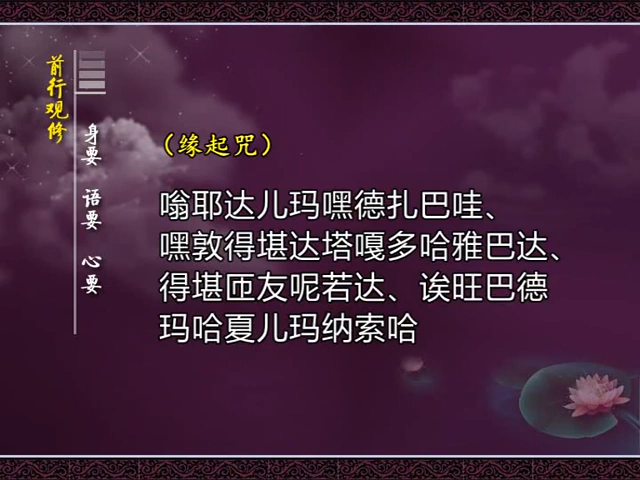 前行观修
身要 语要 心要
（缘起咒）
嗡耶达儿玛嘿德扎巴哇、
嘿敦得堪达塔嘎多哈雅巴达、
得堪匝友呢若达、诶旺巴德
玛哈夏儿玛纳索哈